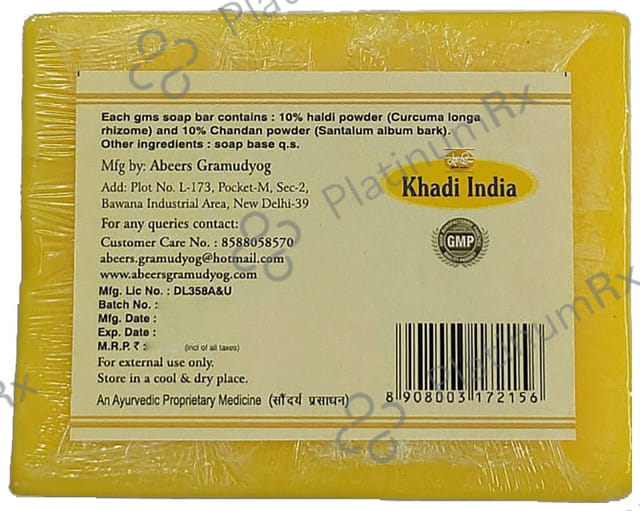 Each gms soap bar contains : 10% haldi powder (Curcuma longa
rhizome) and 10% Chandan powder (Santalum album bark).
Other ingredients : soap base q.s.
Mfg by: Abeers Gramudyog
Add: Plot No. L-173, Pocket-M, Sec-2,
Bawana Industrial Area, New Delhi-39
For any queries contact:
Customer Care No. : 8588058570
abeers.gramudyog@hotmail.com
www.abeersgramudyog.com
Mfg. Lic No. : DL358A&U
Batch No. :
Mfg. Date :
Exp. Date :
M.R.P. ₹ : (incl of all taxes)
For external use only.
Store in a cool & dry place.
An Ayurvedic Proprietary Medicine (सौंदर्य प्रसाधन)
Khadi India
GMP
8 908003 172156
PlatinumRx
PlatinumRx
PlatinumRx
Rx